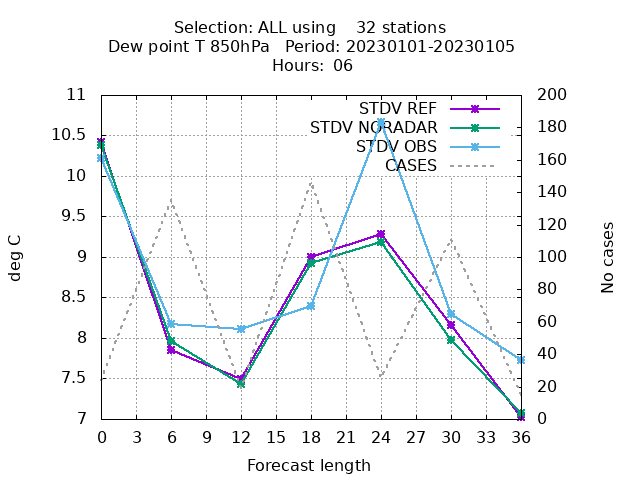 Selection: ALL using    32 stations
Dew point T 850hPa   Period: 20230101-20230105
Hours:  06
11
10.5
10
9.5
9
8.5
8
7.5
7
200
180
160
140
120
100
80
60
40
20
0
STDV REF
STDV NORADAR
STDV OBS
CASES
deg C
No cases
0 3 6 9 12 15 18 21 24 27 30 33 36
Forecast length